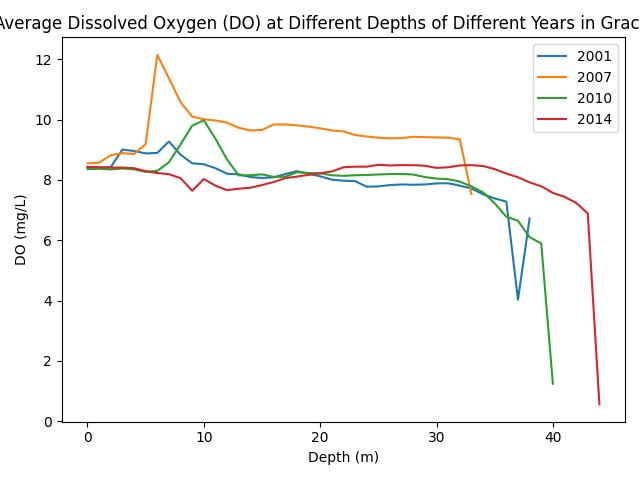 Average Dissolved Oxygen (DO) at Different Depths of Different Years in Grac
12
10
8
6
4
2
0
DO (mg/L)
2001
2007
2010
2014
0 10 20 30 40
Depth (m)